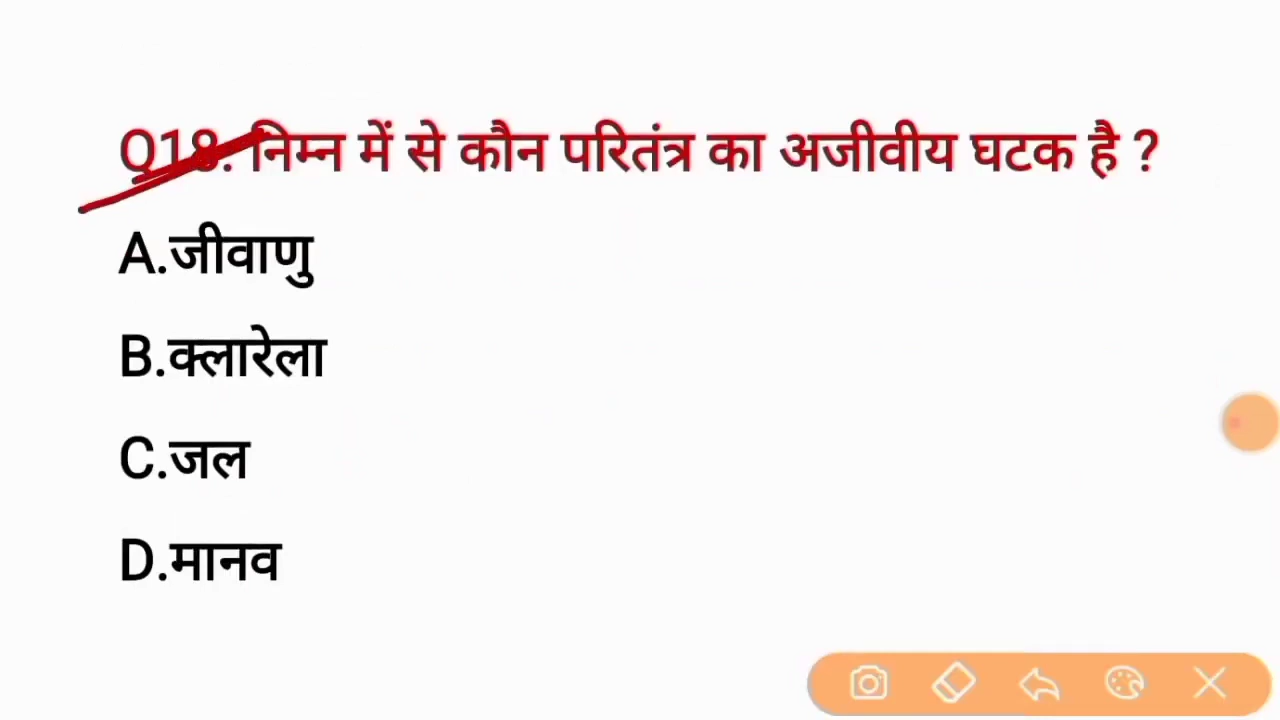 Q18. निम्न में से कौन परितंत्र का अजीवीय घटक है ?
A.जीवाणु
B.क्लारेला
C.जल
D.मानव